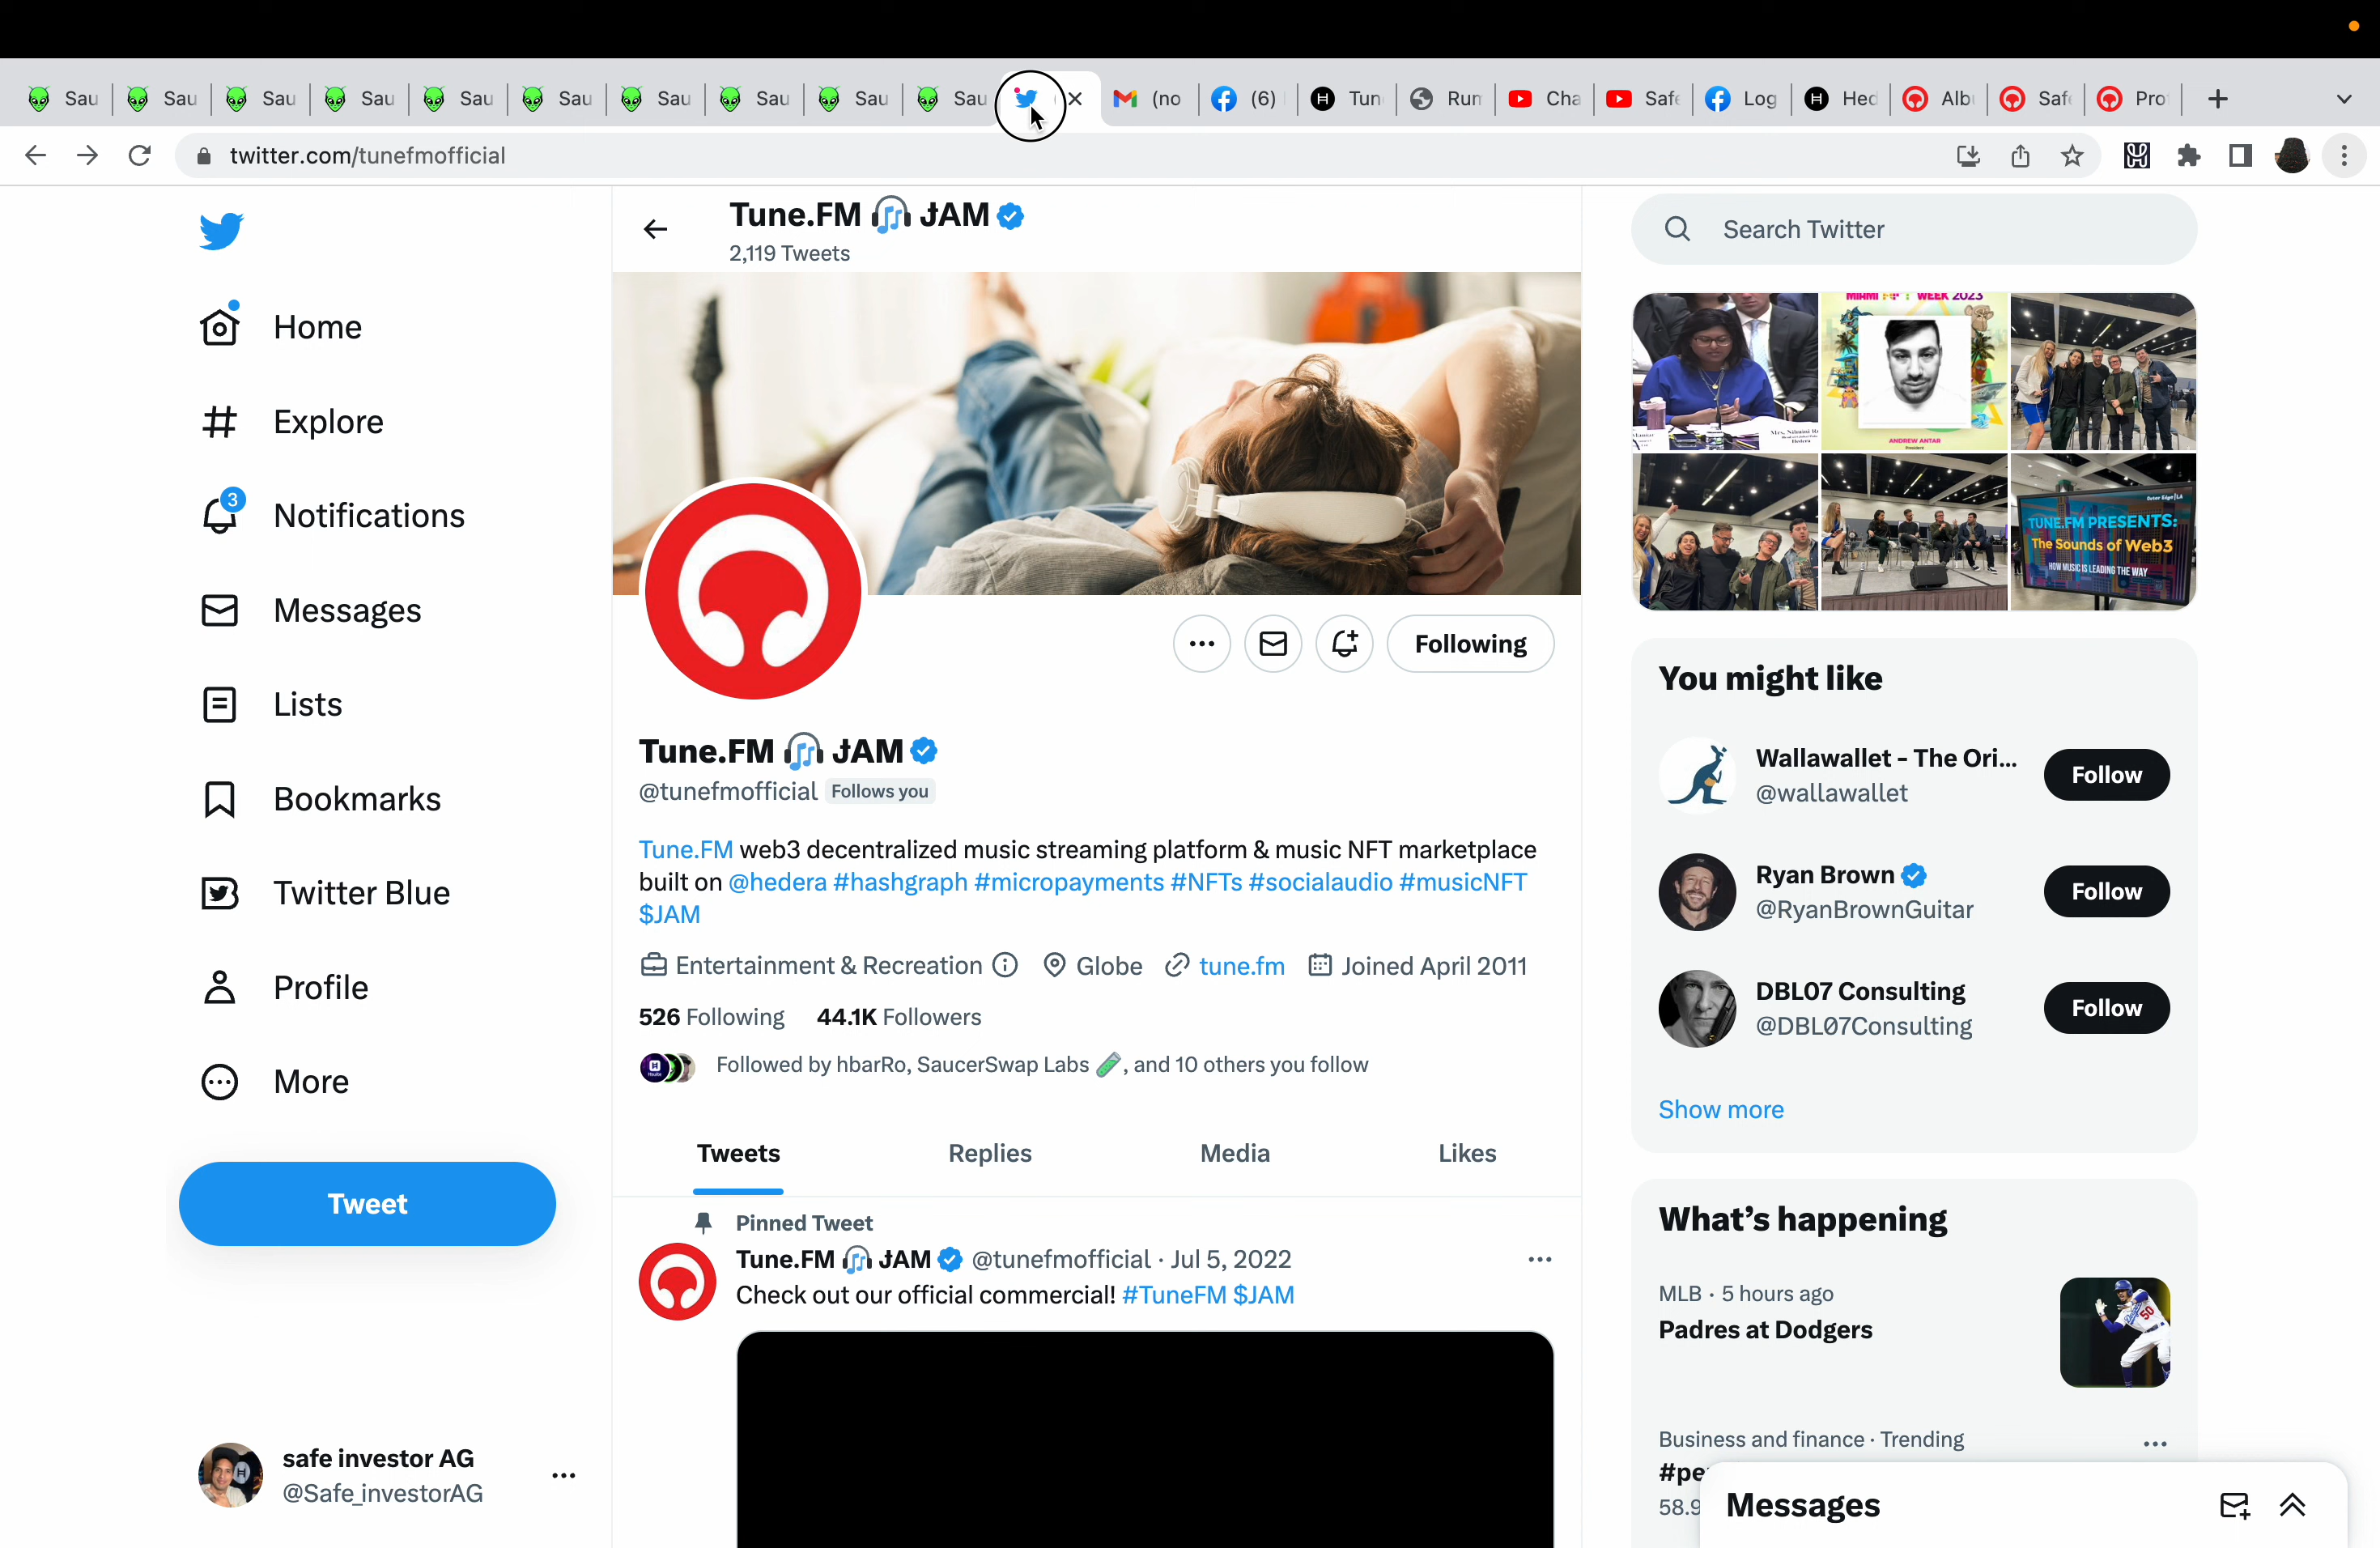 Sau Sau Sau Sau Sau Sau Sau Sau Sau Sau (no (6) Tun Run Cha Safe Log Hed Alb Safe Pro
twitter.com/tunefmofficial
Home
Explore
3
Notifications
Messages
Lists
Bookmarks
Twitter Blue
Profile
More
Tweet
safe investor AG
@Safe_investorAG
Tune.FM JAM
2,119 Tweets
Following
Tune.FM JAM
@tunefmofficial Follows you
Tune.FM web3 decentralized music streaming platform & music NFT marketplace
built on @hedera #hashgraph #micropayments #NFTs #socialaudio #musicNFT
$JAM
Entertainment & Recreation Globe tune.fm Joined April 2011
526 Following 44.1K Followers
Followed by hbarRo, SaucerSwap Labs, and 10 others you follow
Tweets Replies Media Likes
Pinned Tweet
Tune.FM JAM @tunefmofficial · Jul 5, 2022
Check out our official commercial! #TuneFM $JAM
Search Twitter
WEEK 2023
ANDREW ANTAR
TUNE.FM PRESENTS:
The Sounds of Web3
HOW MUSIC IS LEADING THE WAY
You might like
Wallawallet - The Ori...
@wallawallet
Follow
Ryan Brown
@RyanBrownGuitar
Follow
DBL07 Consulting
@DBL07Consulting
Follow
Show more
What's happening
MLB · 5 hours ago
Padres at Dodgers
50
Business and finance · Trending
#pe
58.9
Messages